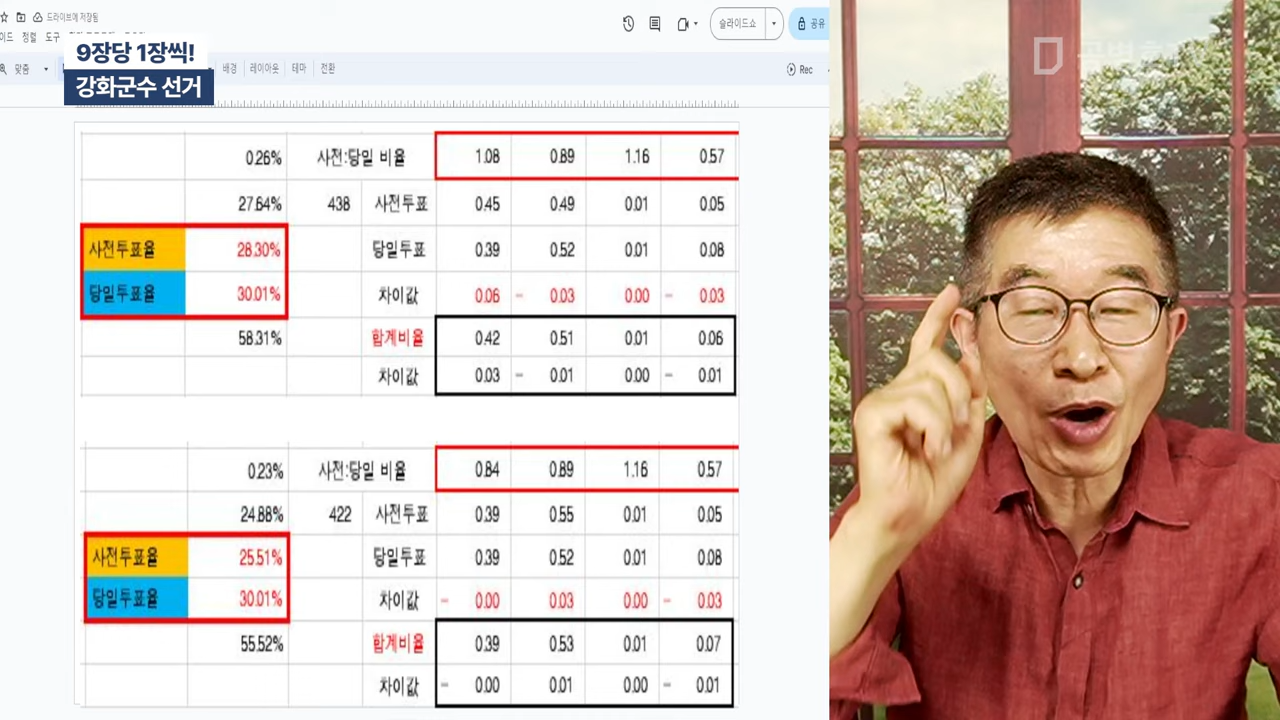 드라이브에 저장됨
정렬 도구
슬라이드쇼
공유
9장당 1장씩!
강화군수 선거
맞춤
배경 레이아웃 테마 전환
Rec
0.26% 사전:당일 비율 1.08 0.89 1.16 0.57
27.64% 438 사전투표 0.45 0.49 0.01 0.05
사전투표율 28.30% 당일투표 0.39 0.52 0.01 0.08
당일투표율 30.01% 차이값 0.06 - 0.03 0.00 - 0.03
58.31% 합계비율 0.42 0.51 0.01 0.06
차이값 0.03 - 0.01 0.00 - 0.01
0.23% 사전:당일 비율 0.84 0.89 1.16 0.57
24.88% 422 사전투표 0.39 0.55 0.01 0.05
사전투표율 25.51% 당일투표 0.39 0.52 0.01 0.08
당일투표율 30.01% 차이값 - 0.00 0.03 0.00 - 0.03
55.52% 합계비율 0.39 0.53 0.01 0.07
차이값 - 0.00 0.01 0.00 - 0.01